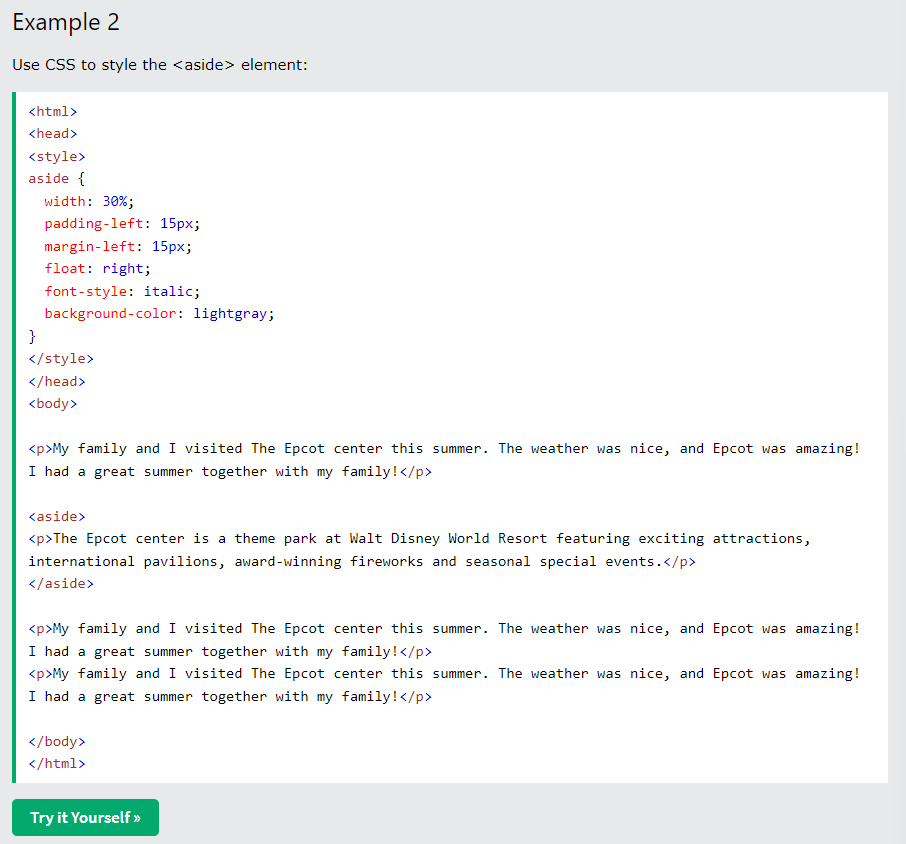 Example 2
Use CSS to style the <aside> element:
<html>
<head>
<style>
aside {
  width: 30%;
  padding-left: 15px;
  margin-left: 15px;
  float: right;
  font-style: italic;
  background-color: lightgray;
}
</style>
</head>
<body>
<p>My family and I visited The Epcot center this summer. The weather was nice, and Epcot was amazing!
I had a great summer together with my family!</p>
<aside>
<p>The Epcot center is a theme park at Walt Disney World Resort featuring exciting attractions,
international pavilions, award-winning fireworks and seasonal special events.</p>
</aside>
<p>My family and I visited The Epcot center this summer. The weather was nice, and Epcot was amazing!
I had a great summer together with my family!</p>
<p>My family and I visited The Epcot center this summer. The weather was nice, and Epcot was amazing!
I had a great summer together with my family!</p>
</body>
</html>
Try it Yourself »